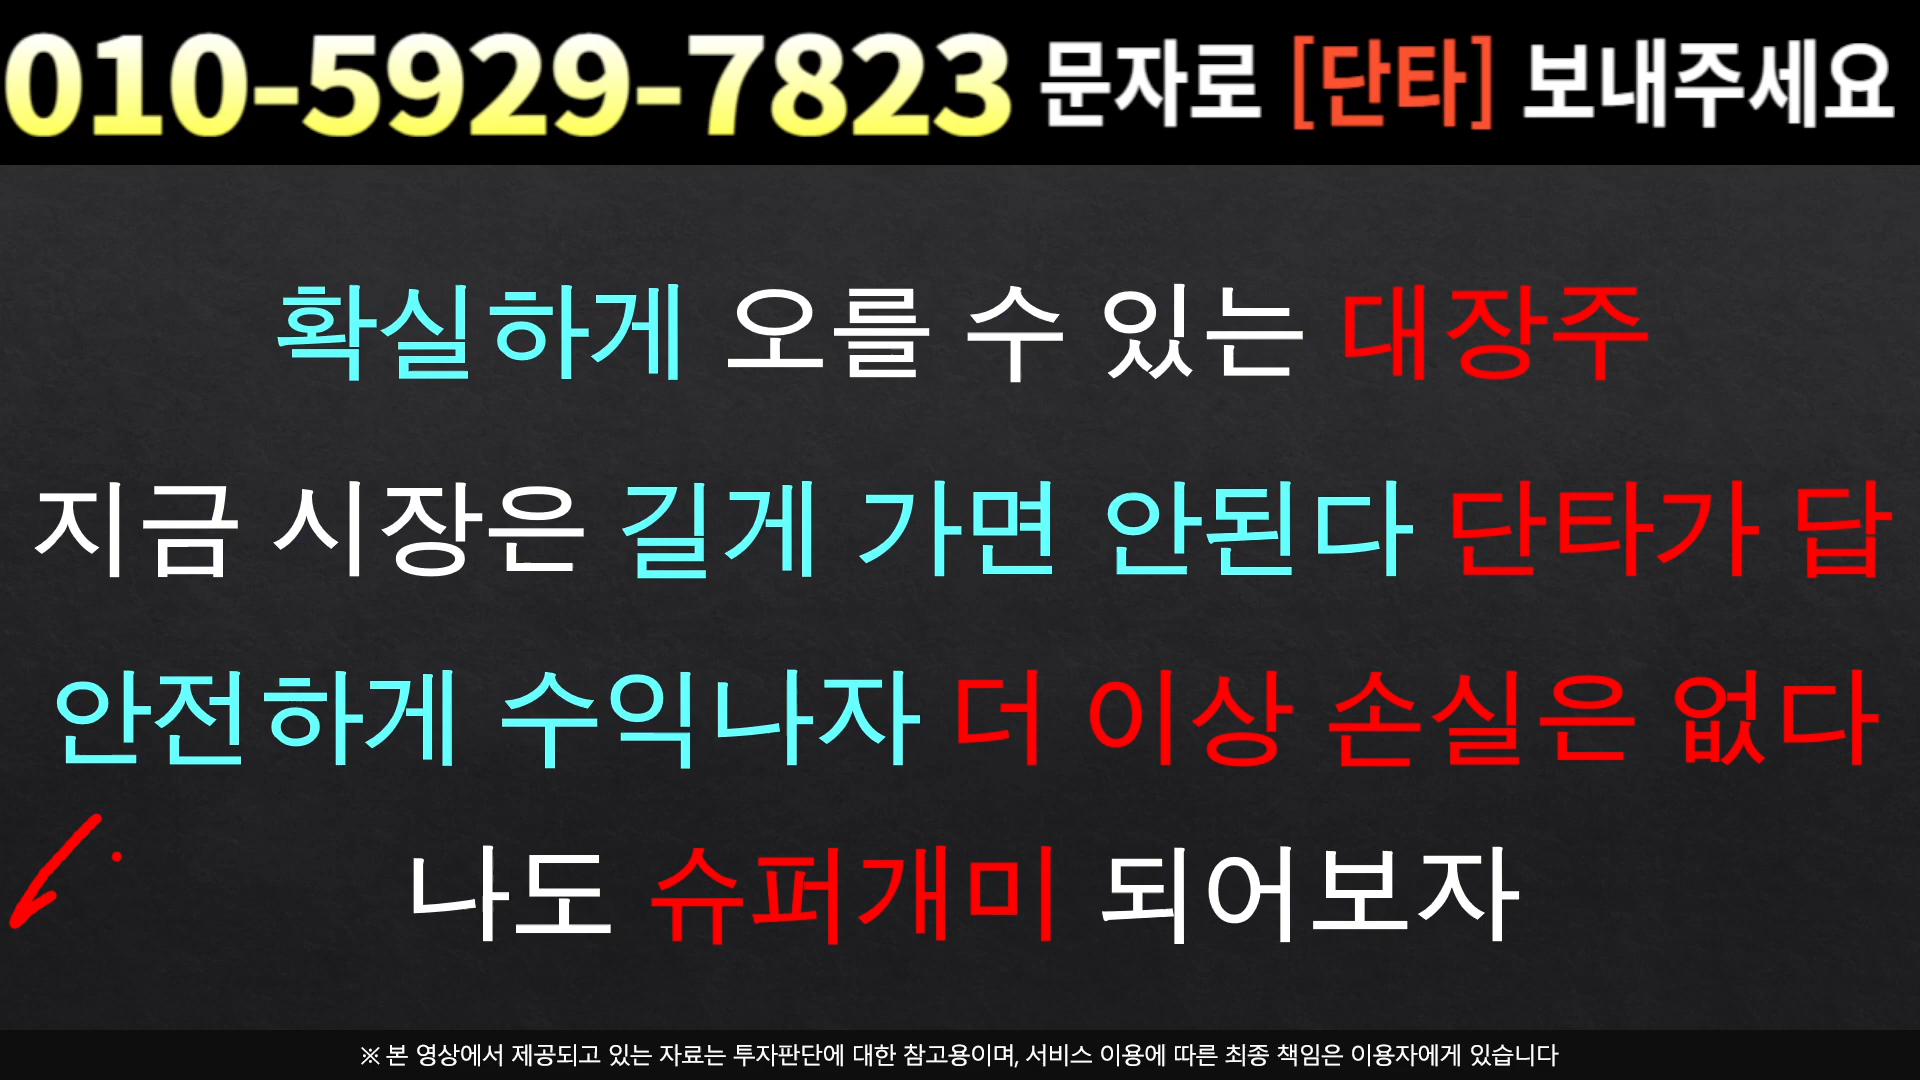 010-5929-7823 문자로 [단타] 보내주세요
확실하게 오를 수 있는 대장주
지금 시장은 길게 가면 안된다 단타가 답
안전하게 수익나자 더 이상 손실은 없다
나도 슈퍼개미 되어보자
※ 본 영상에서 제공되고 있는 자료는 투자판단에 대한 참고용이며, 서비스 이용에 따른 최종 책임은 이용자에게 있습니다